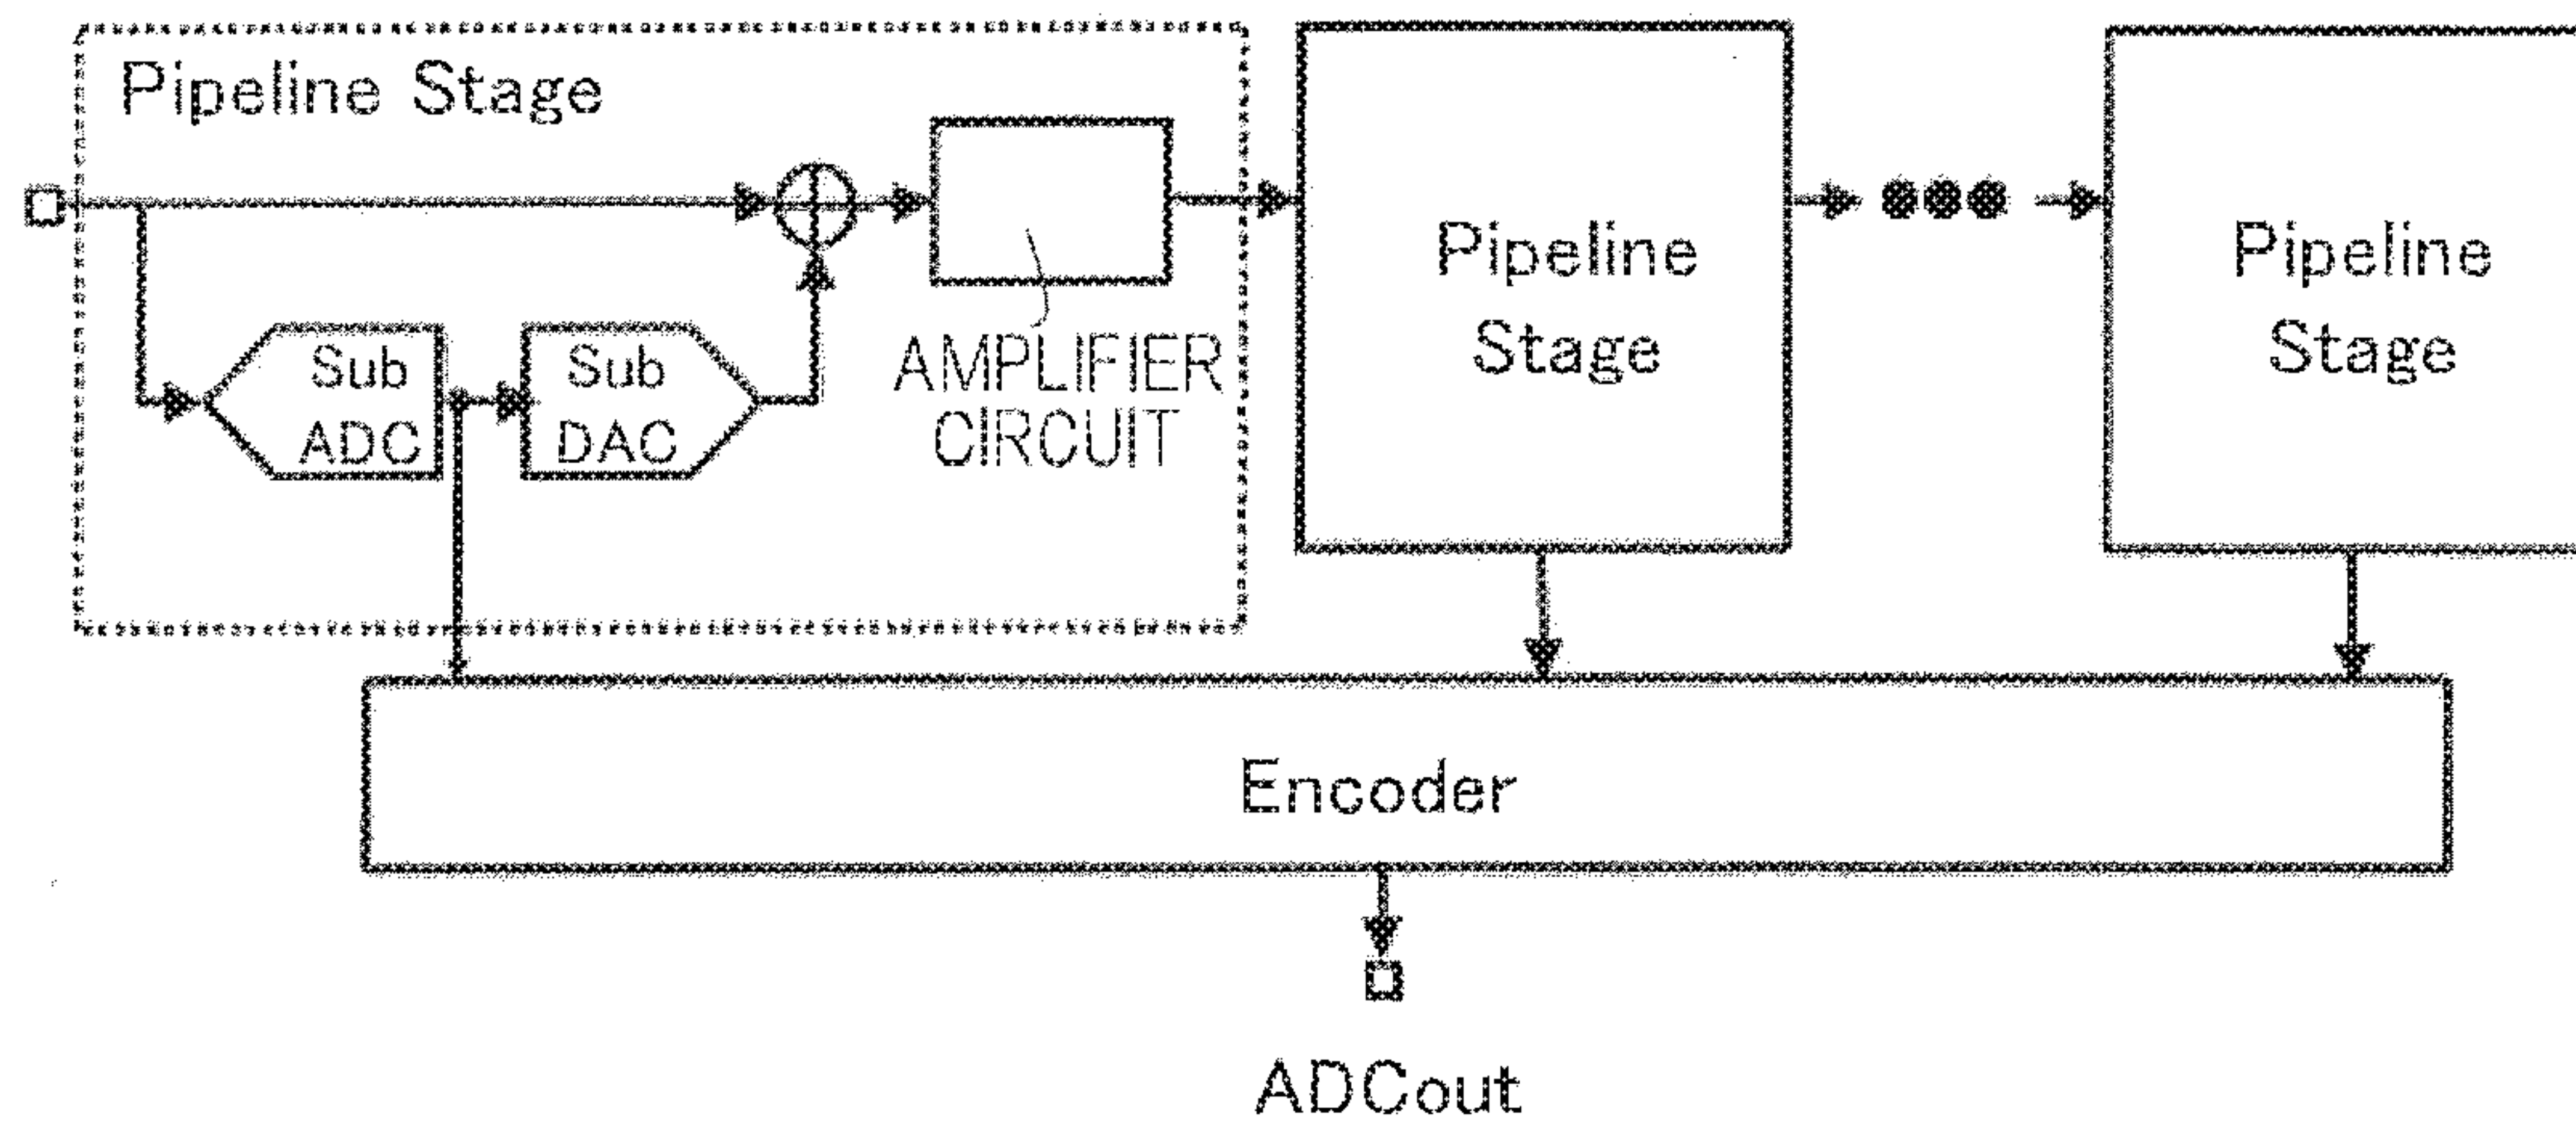 Pipeline Stage
Sub
ADC
Sub
DAC
AMPLIFIER
CIRCUIT
Pipeline
Stage
Pipeline
Stage
Encoder
ADCout